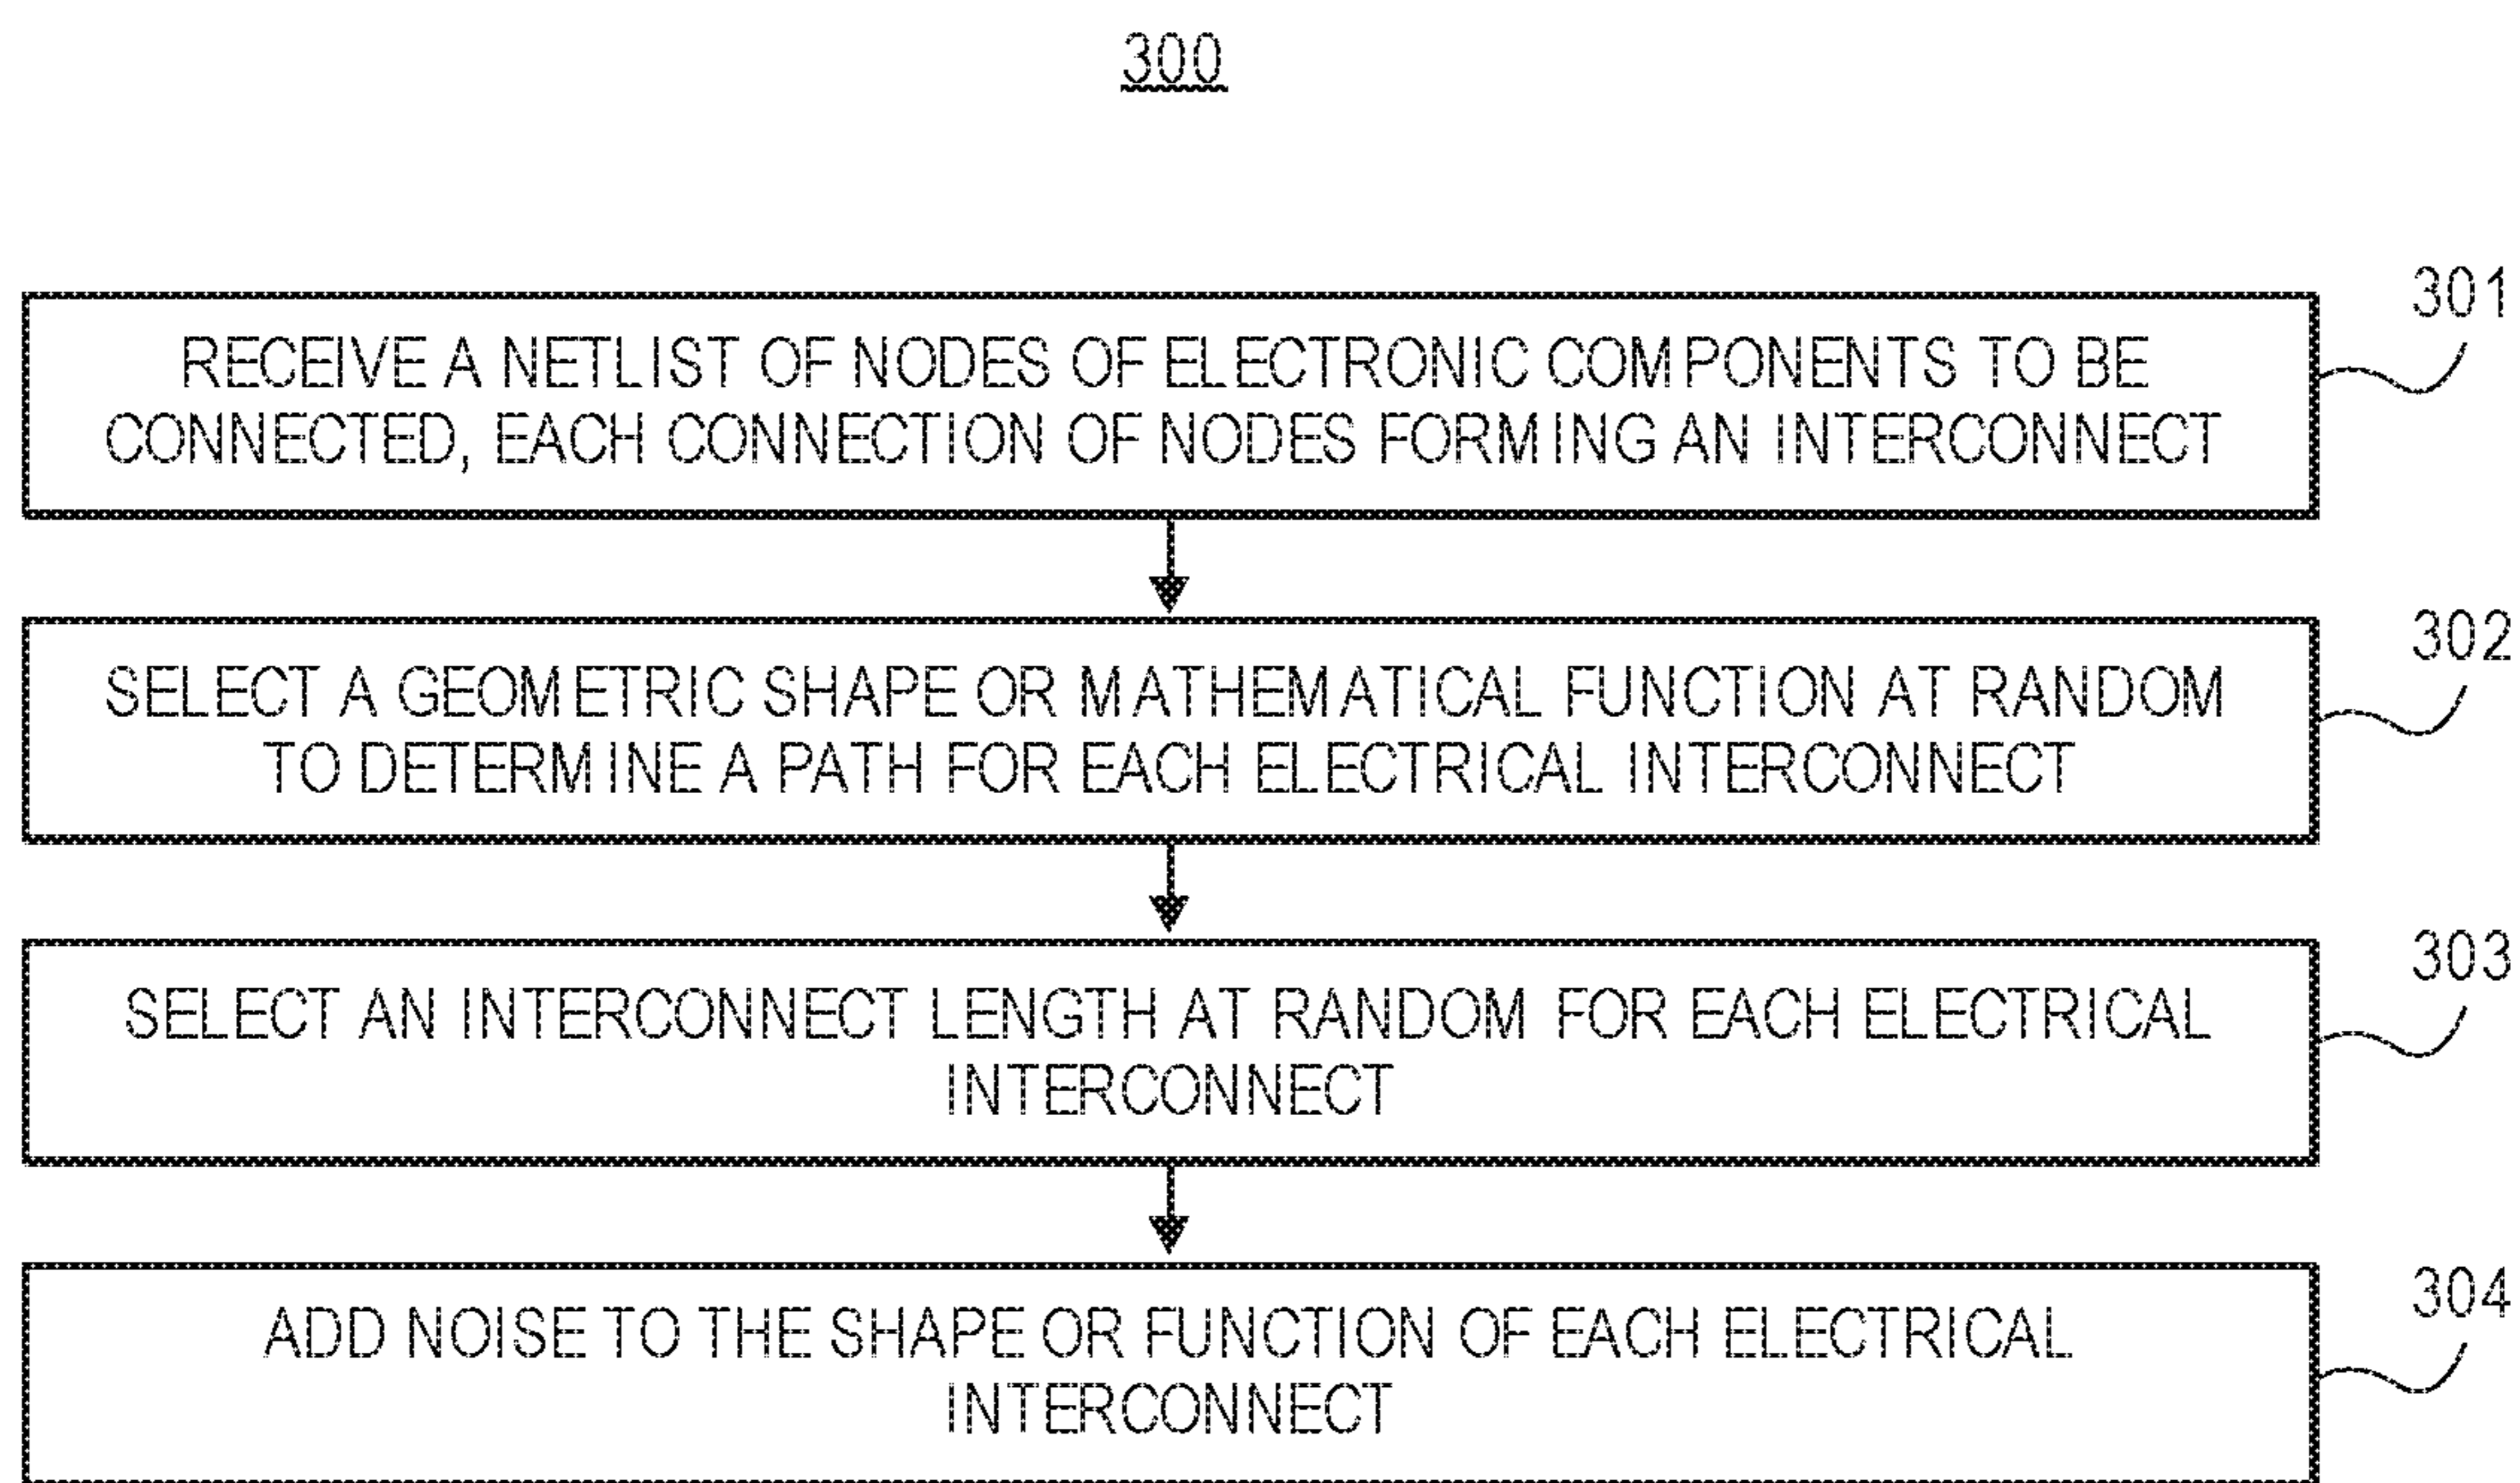 300
301
RECEIVE A NETLIST OF NODES OF ELECTRONIC COMPONENTS TO BE
CONNECTED, EACH CONNECTION OF NODES FORMING AN INTERCONNECT
302
SELECT A GEOMETRIC SHAPE OR MATHEMATICAL FUNCTION AT RANDOM
TO DETERMINE A PATH FOR EACH ELECTRICAL INTERCONNECT
303
SELECT AN INTERCONNECT LENGTH AT RANDOM FOR EACH ELECTRICAL
INTERCONNECT
304
ADD NOISE TO THE SHAPE OR FUNCTION OF EACH ELECTRICAL
INTERCONNECT